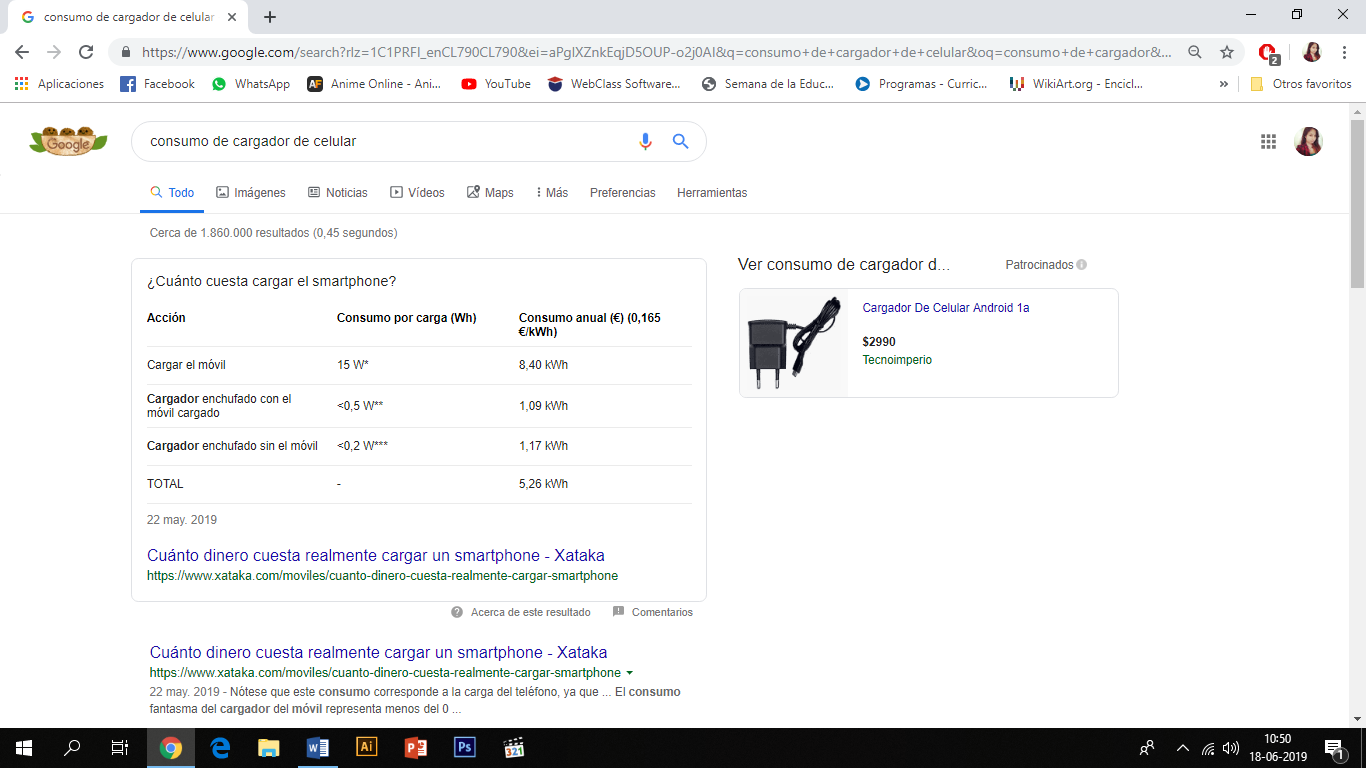 consumo de cargador de celular
https://www.google.com/search?rlz=1C1PRFI_enCL790CL790&ei=aPglXZnkEqjD5OUP-o2j0AI&q=consumo+de+cargador+de+celular&oq=consumo+de+cargador&...
2
Aplicaciones Facebook WhatsApp Anime Online - Ani... YouTube WebClass Software... Semana de la Educ... Programas - Curric... WikiArt.org - Encicl... » Otros favoritos
Google
consumo de cargador de celular
Todo Imágenes Noticias Vídeos Maps Más Preferencias Herramientas
Cerca de 1.860.000 resultados (0,45 segundos)
¿Cuánto cuesta cargar el smartphone?
Acción Consumo por carga (Wh) Consumo anual (€) (0,165
€/kWh)
Cargar el móvil 15 W* 8,40 kWh
Cargador enchufado con el
móvil cargado <0,5 W** 1,09 kWh
Cargador enchufado sin el móvil <0,2 W*** 1,17 kWh
TOTAL - 5,26 kWh
22 may. 2019
Cuánto dinero cuesta realmente cargar un smartphone - Xataka
https://www.xataka.com/moviles/cuanto-dinero-cuesta-realmente-cargar-smartphone
Acerca de este resultado Comentarios
Cuánto dinero cuesta realmente cargar un smartphone - Xataka
https://www.xataka.com/moviles/cuanto-dinero-cuesta-realmente-cargar-smartphone
22 may. 2019 - Nótese que este consumo corresponde a la carga del teléfono, ya que ... El consumo
fantasma del cargador del móvil representa menos del 0 ...
Ver consumo de cargador d... Patrocinados
Cargador De Celular Android 1a
$2990
Tecnoimperio
Ai Ps 321
10:50
18-06-2019
1